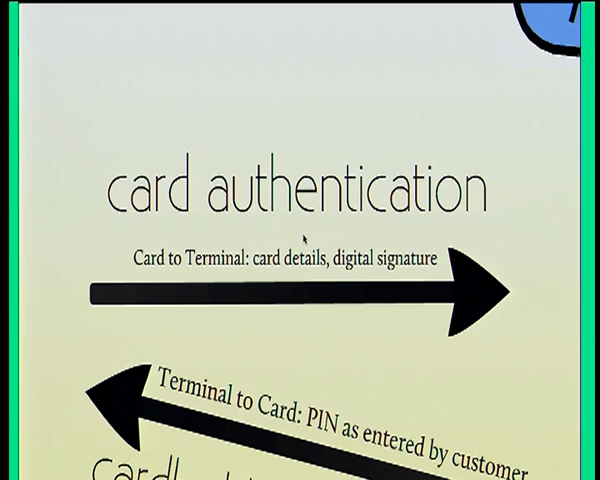 card authentication
Card to Terminal: card details, digital signature
Terminal to Card: PIN as entered by customer